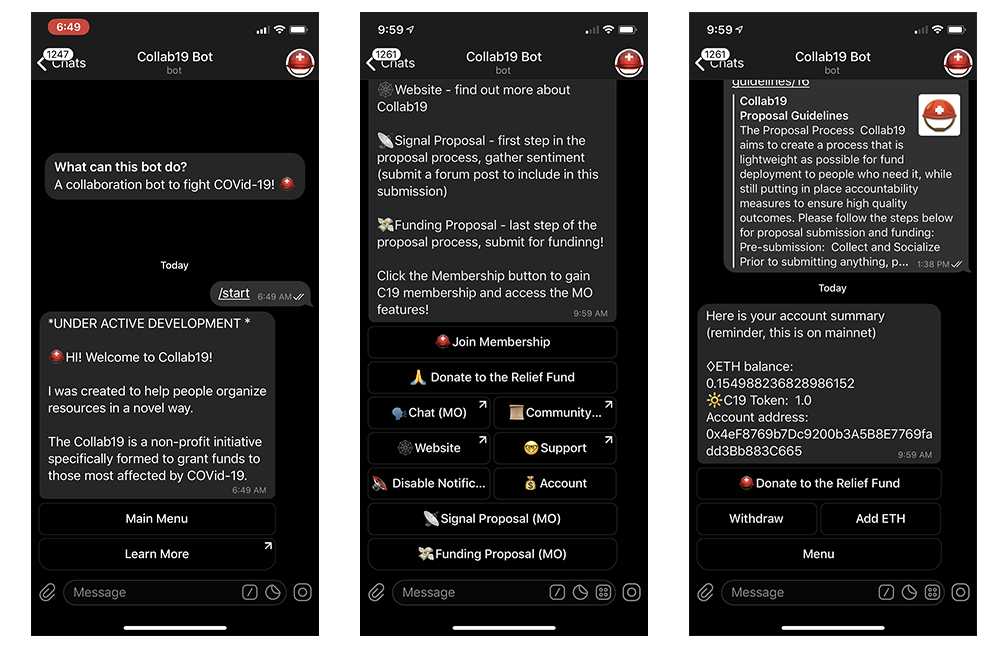 6:49
1247
Chats
Collab19 Bot
bot
What can this bot do?
A collaboration bot to fight COVid-19!
Today
/start 6:49 AM
*UNDER ACTIVE DEVELOPMENT *
HI! Welcome to Collab19!
I was created to help people organize
resources in a novel way.
The Collab19 is a non-profit initiative
specifically formed to grant funds to
those most affected by COVid-19.
6:49 AM
Main Menu
Learn More
Message
9:59
1261
Chats
Collab19 Bot
bot
Website - find out more about
Collab19
Signal Proposal - first step in the
proposal process, gather sentiment
(submit a forum post to include in this
submission)
Funding Proposal - last step of the
proposal process, submit for fundinng!
Click the Membership button to gain
C19 membership and access the MO
features!
9:59 AM
Join Membership
Donate to the Relief Fund
Chat (MO)
Community...
Website
Support
Disable Notific...
Account
Signal Proposal (MO)
Funding Proposal (MO)
Message
9:59
1261
Chats
Collab19 Bot
bot
guidelines/16
Collab19
Proposal Guidelines
The Proposal Process Collab19
aims to create a process that is
lightweight as possible for fund
deployment to people who need it, while
still putting in place accountability
measures to ensure high quality
outcomes. Please follow the steps below
for proposal submission and funding:
Pre-submission: Collect and Socialize
Prior to submitting anything, p... 1:38 PM
Today
Here is your account summary
(reminder, this is on mainnet)
◊ETH balance:
0.154988236828986152
C19 Token: 1.0
Account address:
0x4eF8769b7Dc9200b3A5B8E7769fa
dd3Bb883C665
9:59 AM
Donate to the Relief Fund
Withdraw
Add ETH
Menu
Message